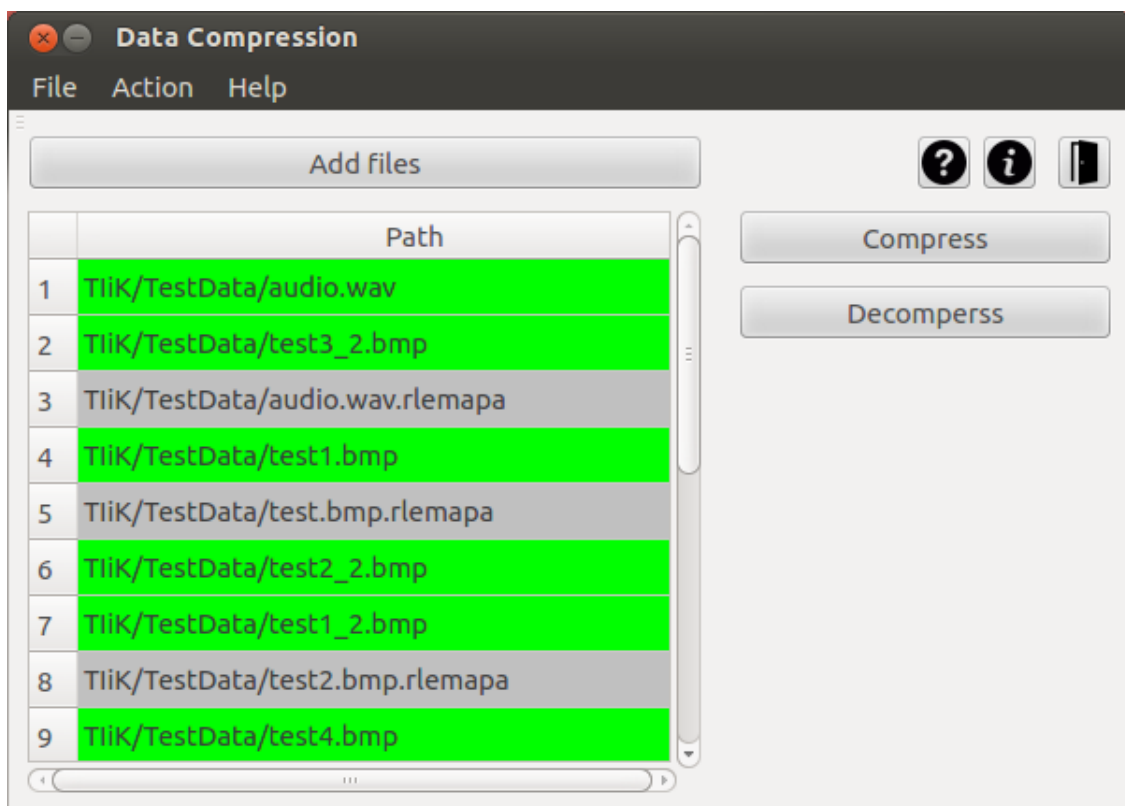 Data Compression
File Action Help
Add files
Path
Compress
Decomperss
1 TIiK/TestData/audio.wav
2 TIiK/TestData/test3_2.bmp
3 TIiK/TestData/audio.wav.rlemapa
4 TIiK/TestData/test1.bmp
5 TIiK/TestData/test.bmp.rlemapa
6 TIiK/TestData/test2_2.bmp
7 TIiK/TestData/test1_2.bmp
8 TIiK/TestData/test2.bmp.rlemapa
9 TIiK/TestData/test4.bmp